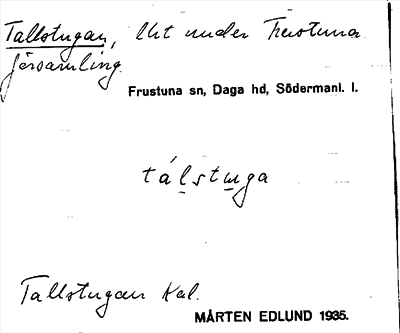 Tallstugan, lht under Frustuna
församling.
Frustuna sn, Daga hd, Södermanl. l.
tálstuga
Tallstugan Kal.
MÅRTEN EDLUND 1935.